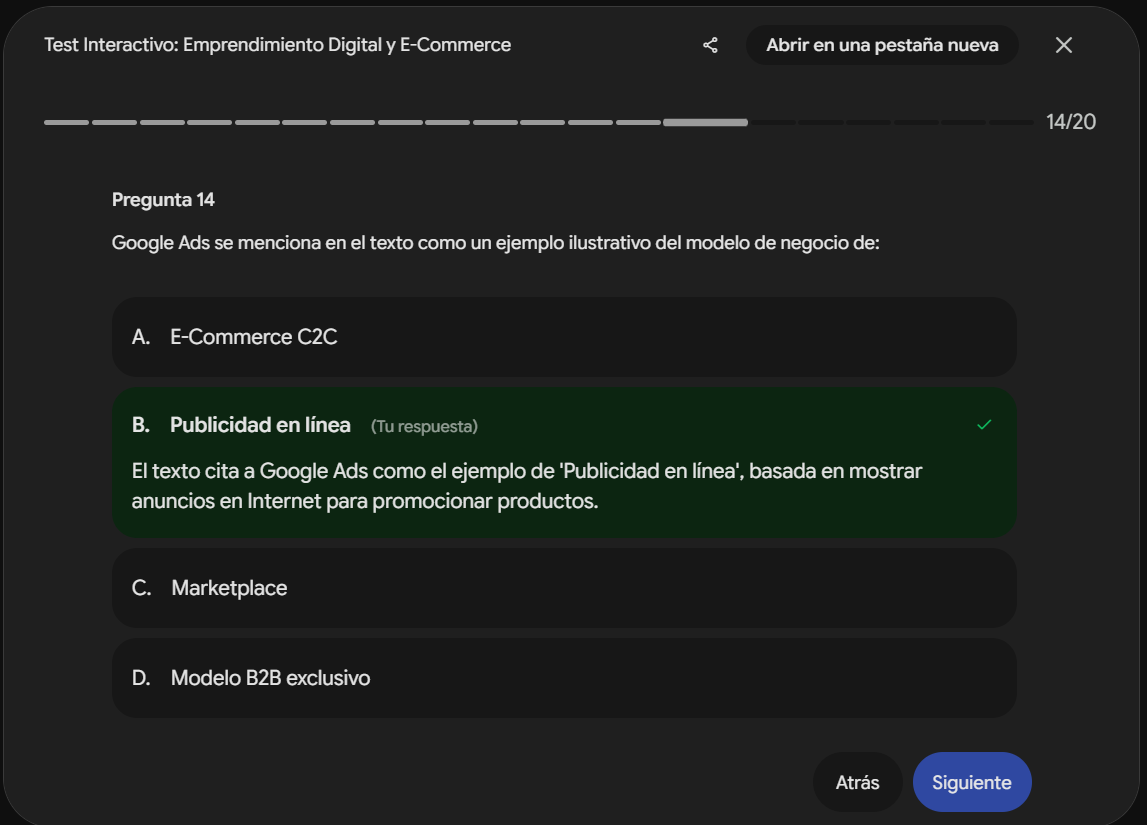 Test Interactivo: Emprendimiento Digital y E-Commerce
Abrir en una pestaña nueva
14/20
Pregunta 14
Google Ads se menciona en el texto como un ejemplo ilustrativo del modelo de negocio de:
A. E-Commerce C2C
B. Publicidad en línea (Tu respuesta)
El texto cita a Google Ads como el ejemplo de 'Publicidad en línea', basada en mostrar
anuncios en Internet para promocionar productos.
C. Marketplace
D. Modelo B2B exclusivo
Atrás
Siguiente